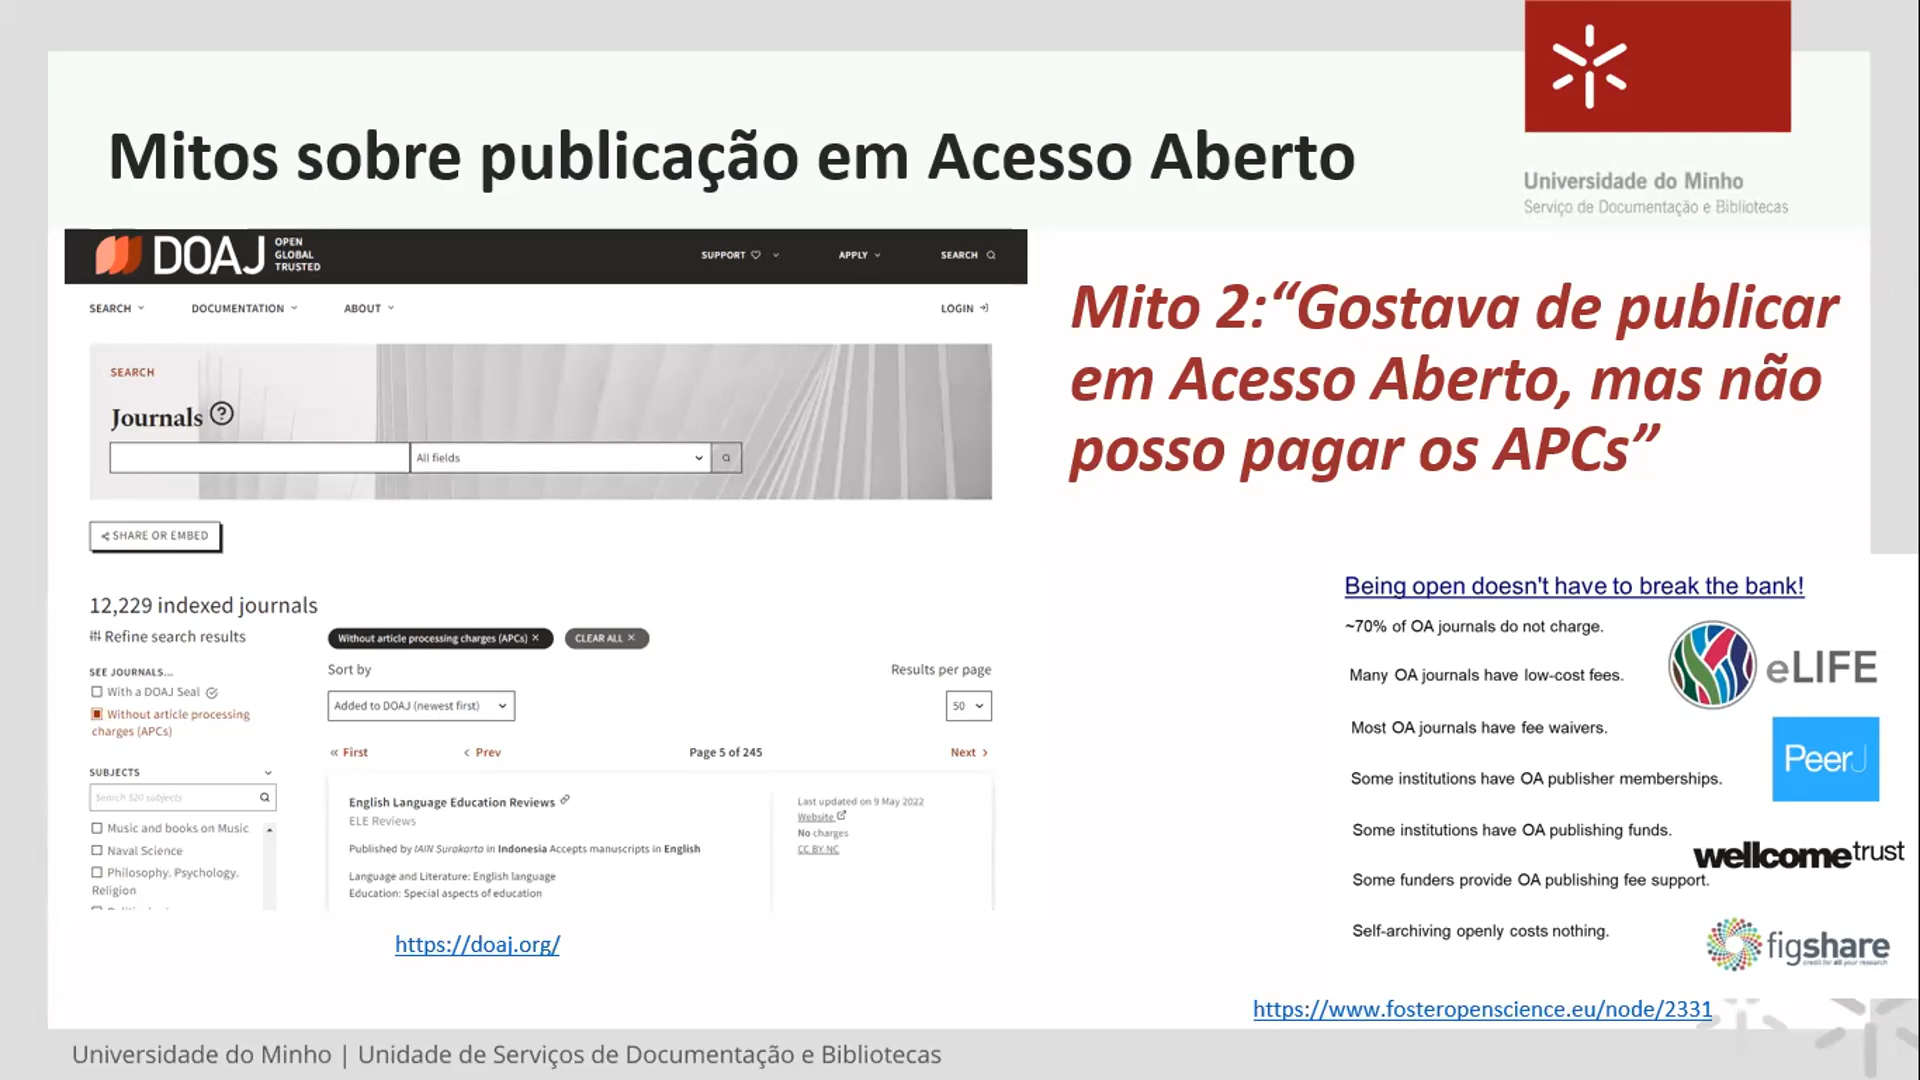 Mitos sobre publicação em Acesso Aberto
Universidade do Minho
Serviço de Documentação e Bibliotecas
DOAJ
OPEN
GLOBAL
TRUSTED
SUPPORT
APPLY
SEARCH
SEARCH
DOCUMENTATION
ABOUT
LOGIN
SEARCH
Journals
All fields
SHARE OR EMBED
12,229 indexed journals
Refine search results
Without article processing charges (APCs) ×
CLEAR ALL ×
SEE JOURNALS...
With a DOAJ Seal
Without article processing
charges (APCs)
Sort by
Added to DOAJ (newest first)
Results per page
50
« First
< Prev
Page 5 of 245
Next >
SUBJECTS
Search 520 subjects
Music and books on Music
Naval Science
Philosophy. Psychology.
Religion
English Language Education Reviews
ELE Reviews
Published by IAIN Surakarta in Indonesia Accepts manuscripts in English
Language and Literature: English language
Education: Special aspects of education
Last updated on 9 May 2022
Website
No charges
CC BY-NC
https://doaj.org/
Mito 2:“Gostava de publicar
em Acesso Aberto, mas não
posso pagar os APCs”
Being open doesn't have to break the bank!
~70% of OA journals do not charge.
Many OA journals have low-cost fees.
Most OA journals have fee waivers.
Some institutions have OA publisher memberships.
Some institutions have OA publishing funds.
Some funders provide OA publishing fee support.
Self-archiving openly costs nothing.
eLIFE
PeerJ
wellcometrust
figshare
credit for all your research
https://www.fosteropenscience.eu/node/2331
Universidade do Minho | Unidade de Serviços de Documentação e Bibliotecas